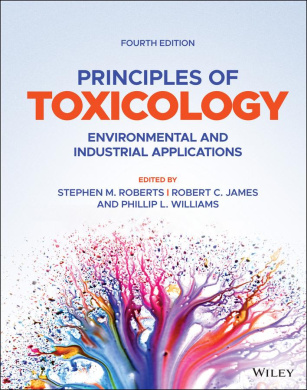 FOURTH EDITION
PRINCIPLES OF
TOXICOLOGY
ENVIRONMENTAL AND
INDUSTRIAL APPLICATIONS
EDITED BY
STEPHEN M. ROBERTS | ROBERT C. JAMES
AND PHILLIP L. WILLIAMS
WILEY